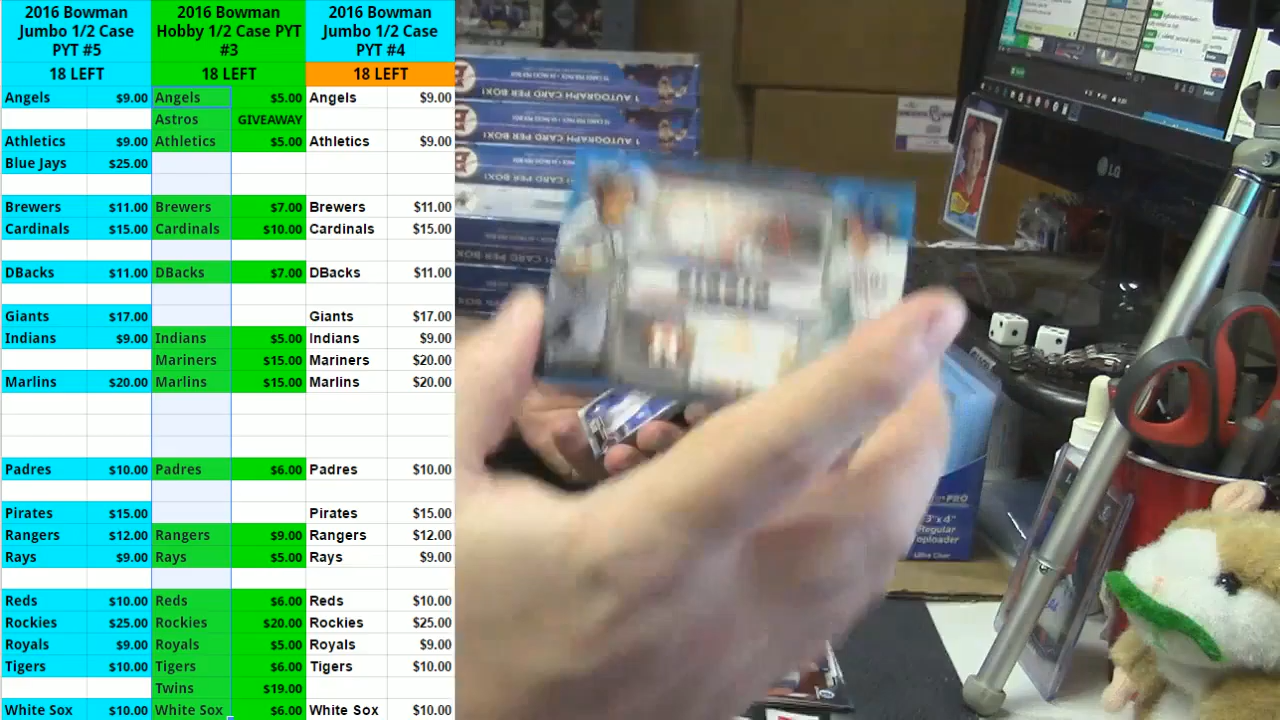 2016 Bowman Jumbo 1/2 Case PYT #5
18 LEFT
Angels $9.00
Athletics $9.00
Blue Jays $25.00
Brewers $11.00
Cardinals $15.00
DBacks $11.00
Giants $17.00
Indians $9.00
Marlins $20.00
Padres $10.00
Pirates $15.00
Rangers $12.00
Rays $9.00
Reds $10.00
Rockies $25.00
Royals $9.00
Tigers $10.00
White Sox $10.00
2016 Bowman Hobby 1/2 Case PYT #3
18 LEFT
Angels $5.00
Astros GIVEAWAY
Athletics $5.00
Brewers $7.00
Cardinals $10.00
DBacks $7.00
Indians $5.00
Mariners $15.00
Marlins $15.00
Padres $6.00
Rangers $9.00
Rays $5.00
Reds $6.00
Rockies $20.00
Royals $5.00
Tigers $6.00
Twins $19.00
White Sox $6.00
2016 Bowman Jumbo 1/2 Case PYT #4
18 LEFT
Angels $9.00
Athletics $9.00
Brewers $11.00
Cardinals $15.00
DBacks $11.00
Giants $17.00
Indians $9.00
Mariners $20.00
Marlins $20.00
Padres $10.00
Pirates $15.00
Rangers $12.00
Rays $9.00
Reds $10.00
Rockies $25.00
Royals $9.00
Tigers $10.00
White Sox $10.00
1 AUTOGRAPH CARD PER BOX!
LG
PRO
3"x 4"
Regular
Toploader
Ultra Clear